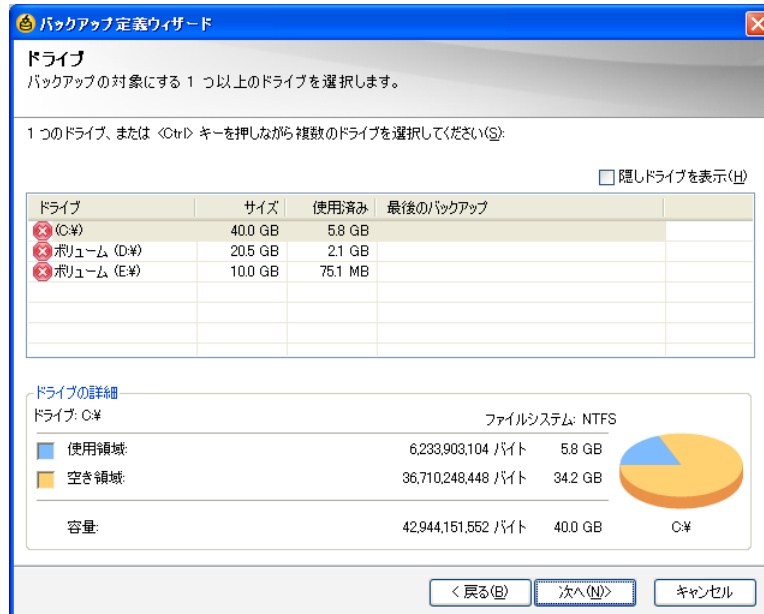 バックアップ定義ウィザード
ドライブ
バックアップの対象にする 1 つ以上のドライブを選択します。
1 つのドライブ、または <Ctrl> キーを押しながら複数のドライブを選択してください(S):
隠しドライブを表示(H)
ドライブ サイズ 使用済み 最後のバックアップ
(C:¥) 40.0 GB 5.8 GB
ボリューム (D:¥) 20.5 GB 2.1 GB
ボリューム (E:¥) 10.0 GB 75.1 MB
ドライブの詳細
ドライブ: C:¥ ファイルシステム: NTFS
使用領域: 6,233,903,104 バイト 5.8 GB
空き領域: 36,710,248,448 バイト 34.2 GB
容量: 42,944,151,552 バイト 40.0 GB C:¥
< 戻る(B) 次へ(N)> キャンセル